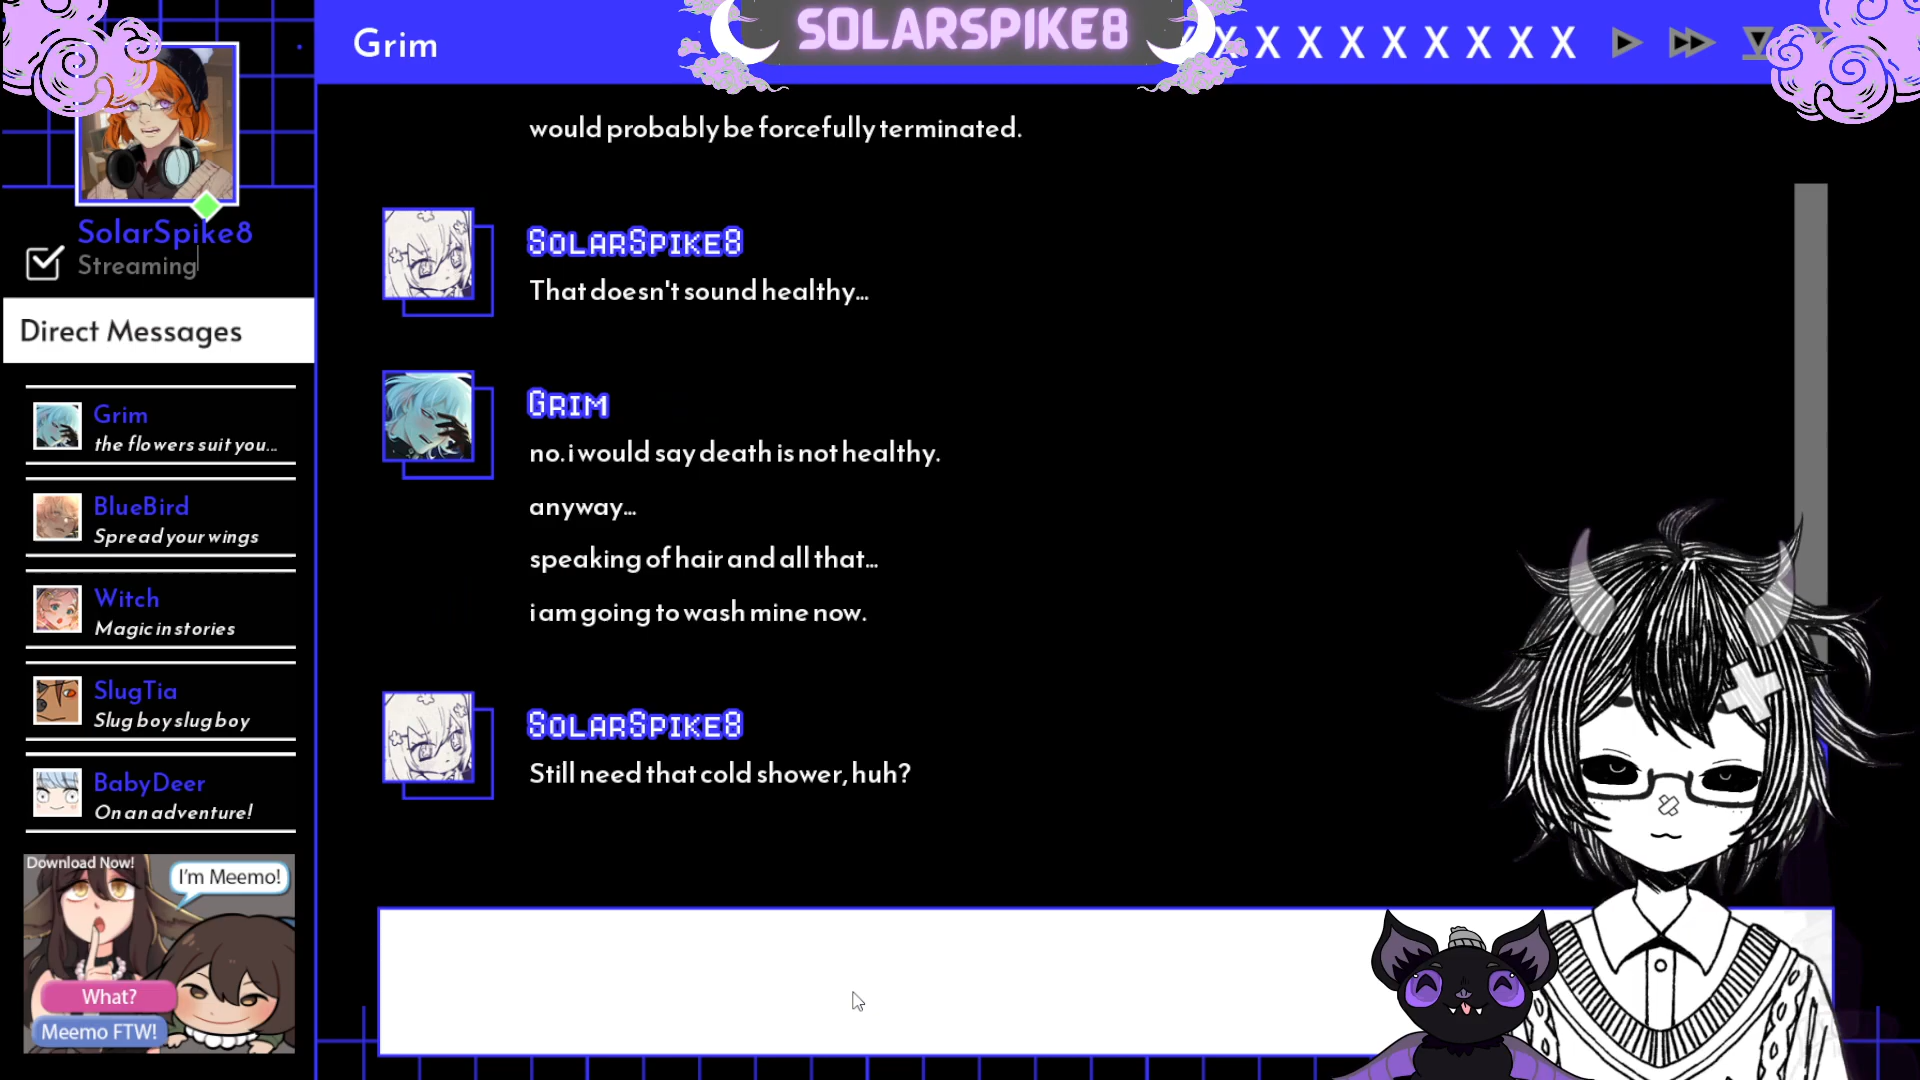 Grim
SOLARSPIKE8
X X X X X X X X X
would probably be forcefully terminated.
SolarSpike8
Streaming
Direct Messages
Grim
the flowers suit you...
BlueBird
Spread your wings
Witch
Magic in stories
SlugTia
Slug boy slug boy
BabyDeer
On an adventure!
Download Now!
I'm Meemo!
What?
Meemo FTW!
SolarSpike8
That doesn't sound healthy...
Grim
no. i would say death is not healthy.
anyway...
speaking of hair and all that...
i am going to wash mine now.
SolarSpike8
Still need that cold shower, huh?